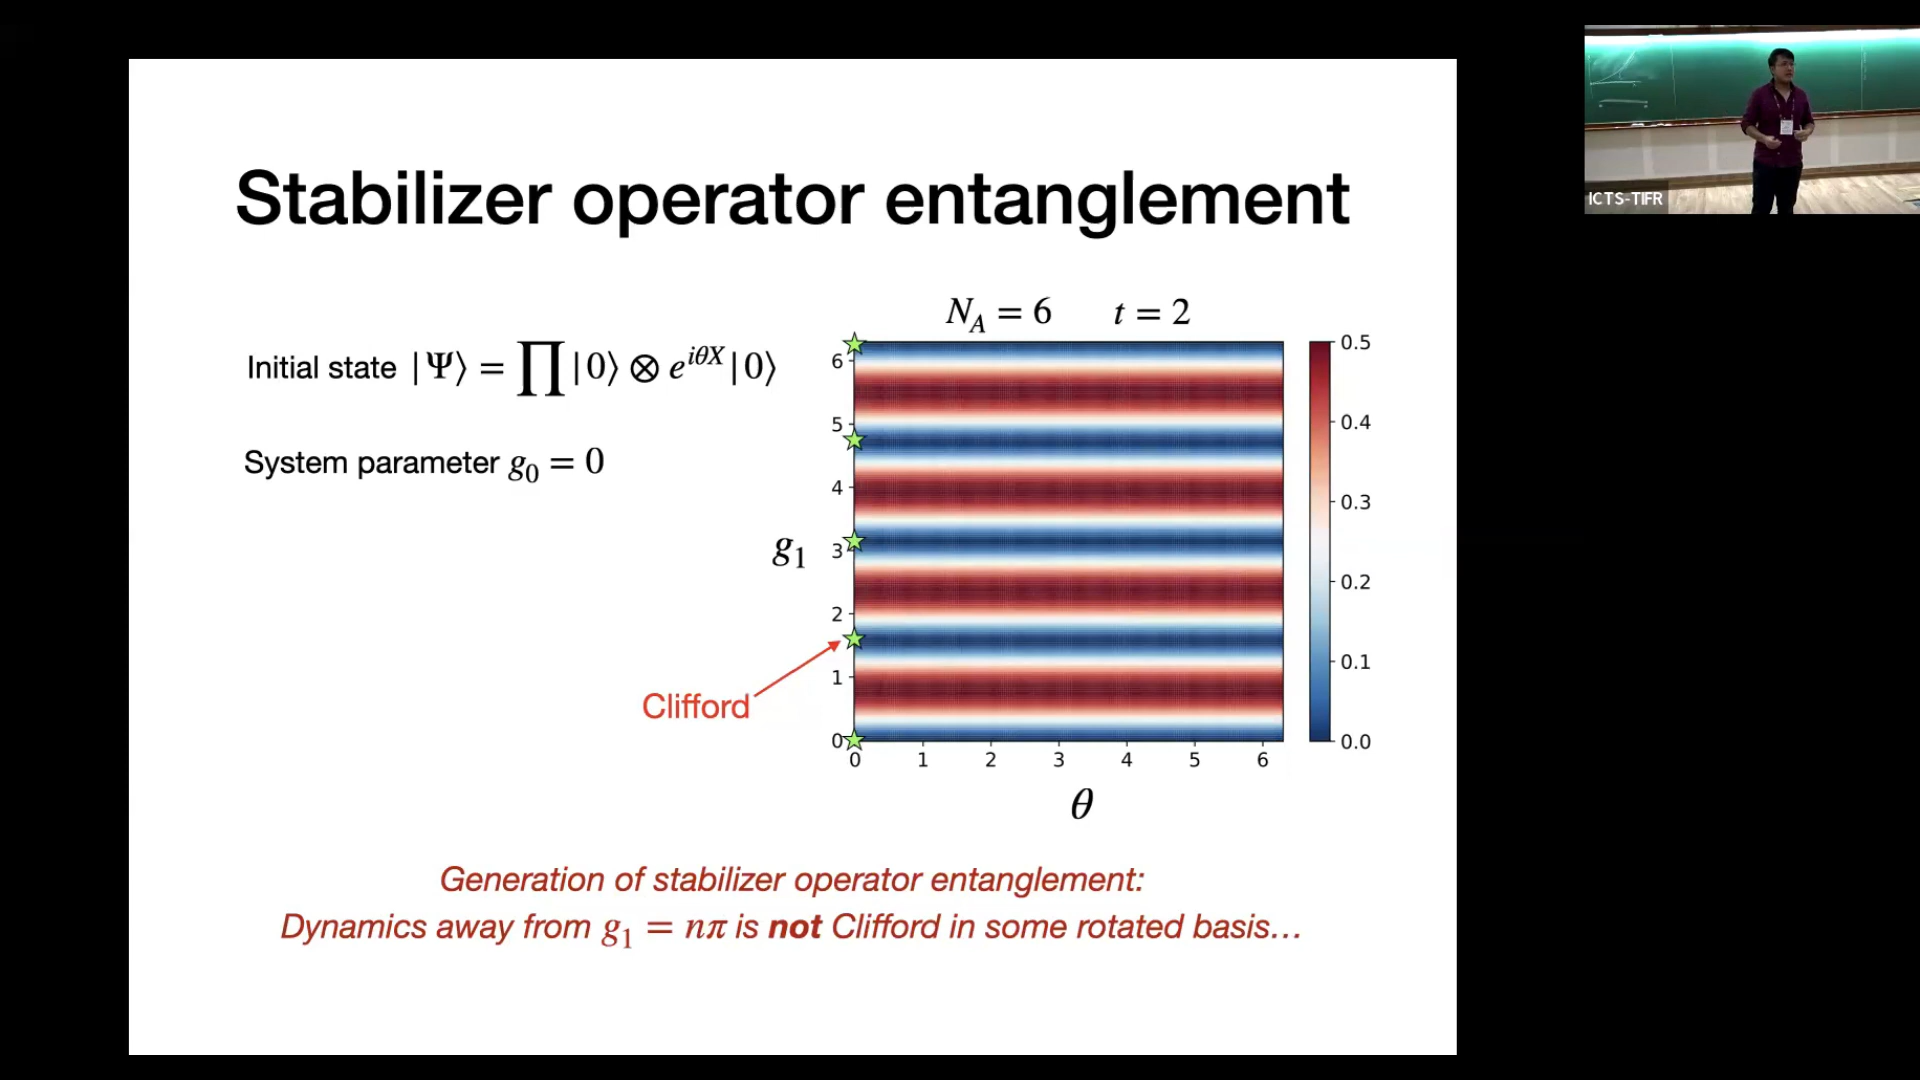 Stabilizer operator entanglement
Initial state |Ψ⟩ = ∏ |0⟩ ⊗ e^{iθX} |0⟩
System parameter g₀ = 0
N_A = 6 t = 2
6
5
4
3
2
1
0
g₁
0 1 2 3 4 5 6
θ
0.5
0.4
0.3
0.2
0.1
0.0
Clifford
Generation of stabilizer operator entanglement:
Dynamics away from g₁ = nπ is not Clifford in some rotated basis…
ICTS-TIFR